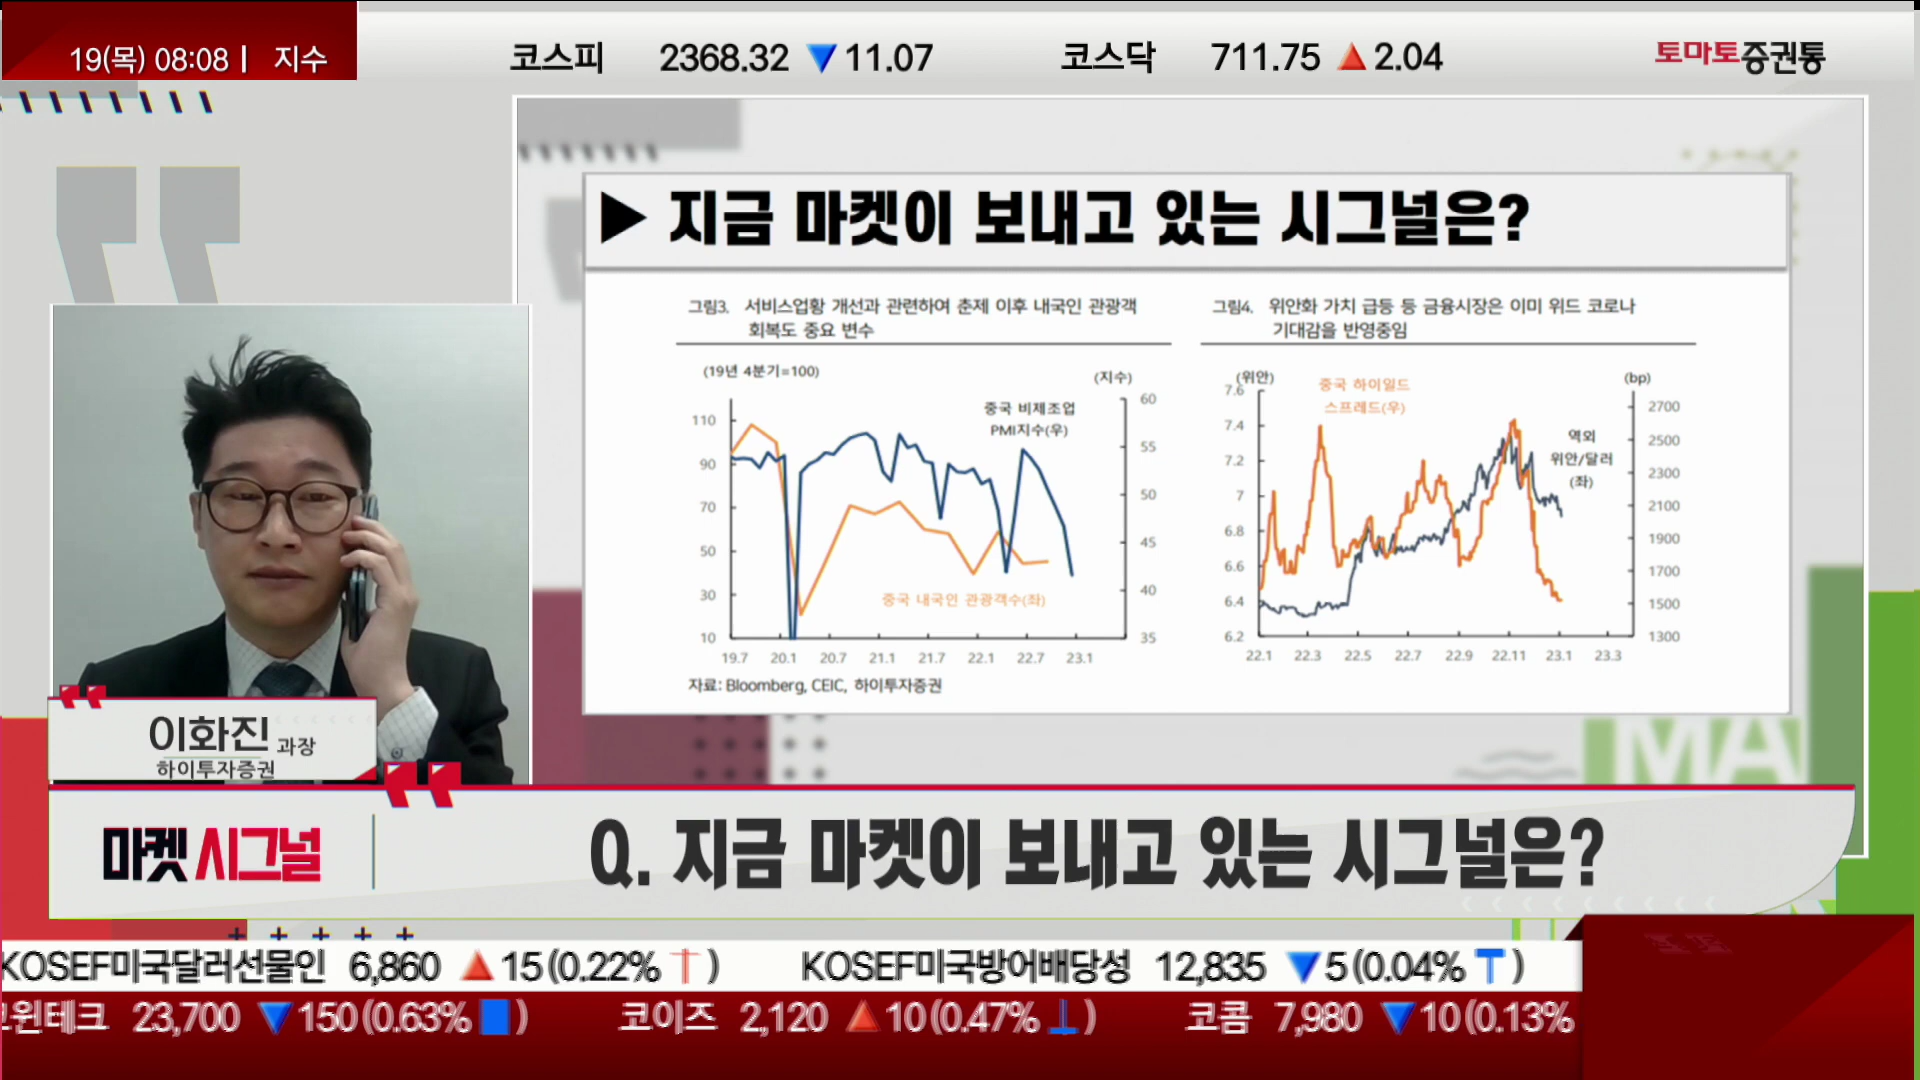 19(목) 08:08 | 지수
코스피 2368.32 ▼ 11.07 코스닥 711.75 ▲ 2.04
토마토증권통
▶ 지금 마켓이 보내고 있는 시그널은?
그림3. 서비스업황 개선과 관련하여 춘제 이후 내국인 관광객
회복도 중요 변수
(19년 4분기=100)
(지수)
중국 비제조업
PMI지수(우)
중국 내국인 관광객수(좌)
110
90
70
50
30
10
60
55
50
45
40
35
19.7 20.1 20.7 21.1 21.7 22.1 22.7 23.1
자료: Bloomberg, CEIC, 하이투자증권
그림4. 위안화 가치 급등 등 금융시장은 이미 위드 코로나
기대감을 반영중임
(위안)
(bp)
중국 하이일드
스프레드(우)
역외
위안/달러
(좌)
7.6
7.4
7.2
7
6.8
6.6
6.4
6.2
2700
2500
2300
2100
1900
1700
1500
1300
22.1 22.3 22.5 22.7 22.9 22.11 23.1 23.3
이화진 과장
하이투자증권
MA
마켓 시그널
Q. 지금 마켓이 보내고 있는 시그널은?
KOSEF미국달러선물인 6,860 ▲ 15(0.22% ↑) KOSEF미국방어배당성 12,835 ▼ 5(0.04% ┬)
윈테크 23,700 ▼ 150(0.63% ■) 코이즈 2,120 ▲ 10(0.47% ┴) 코콤 7,980 ▼ 10(0.13%